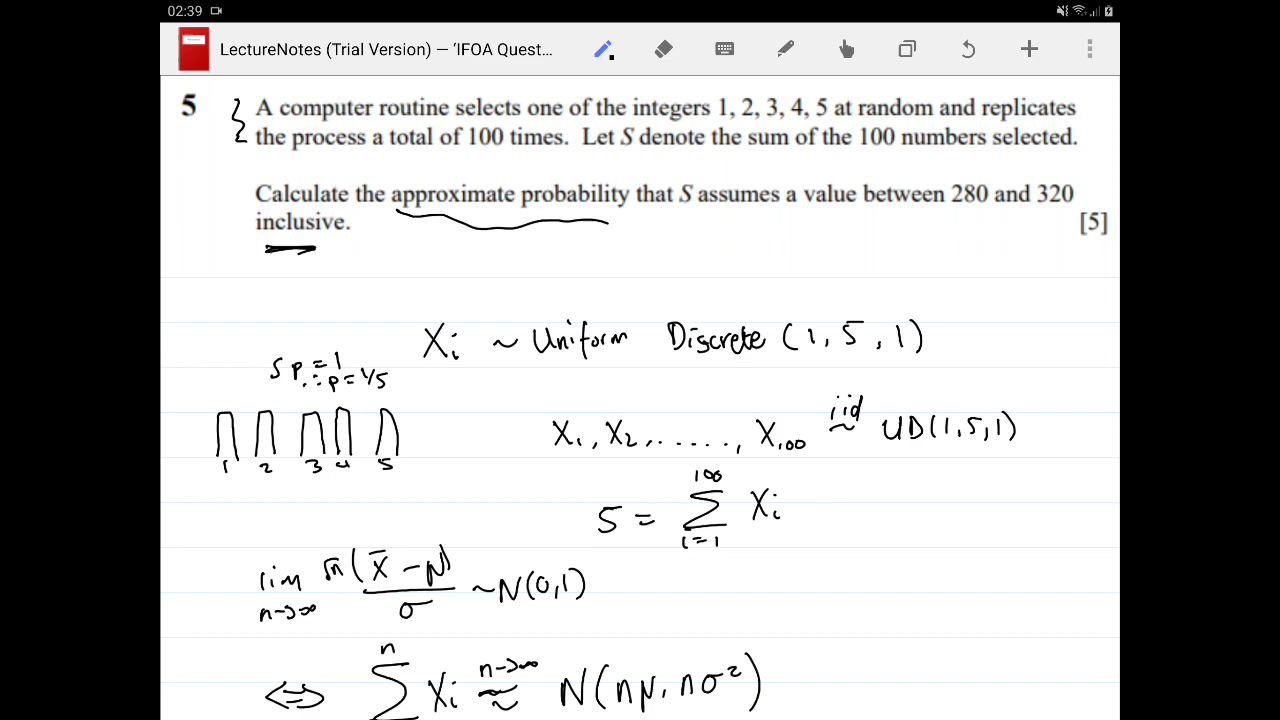 02:39
LectureNotes (Trial Version) — ‘IFOA Quest…
5 A computer routine selects one of the integers 1, 2, 3, 4, 5 at random and replicates
the process a total of 100 times. Let S denote the sum of the 100 numbers selected.
Calculate the approximate probability that S assumes a value between 280 and 320
inclusive. [5]
Xi ~ Uniform Discrete (1, 5, 1)
5p = 1
∴ p = 1/5
1 2 3 4 5
X1, X2, ......, X100 iid ~ UD(1,5,1)
S = Σ_{i=1}^{100} Xi
lim n→∞ √n(X̄ − μ)/σ ~ N(0,1)
⇔ Σ^n Xi n→∞ ≈ N(nμ, nσ²)